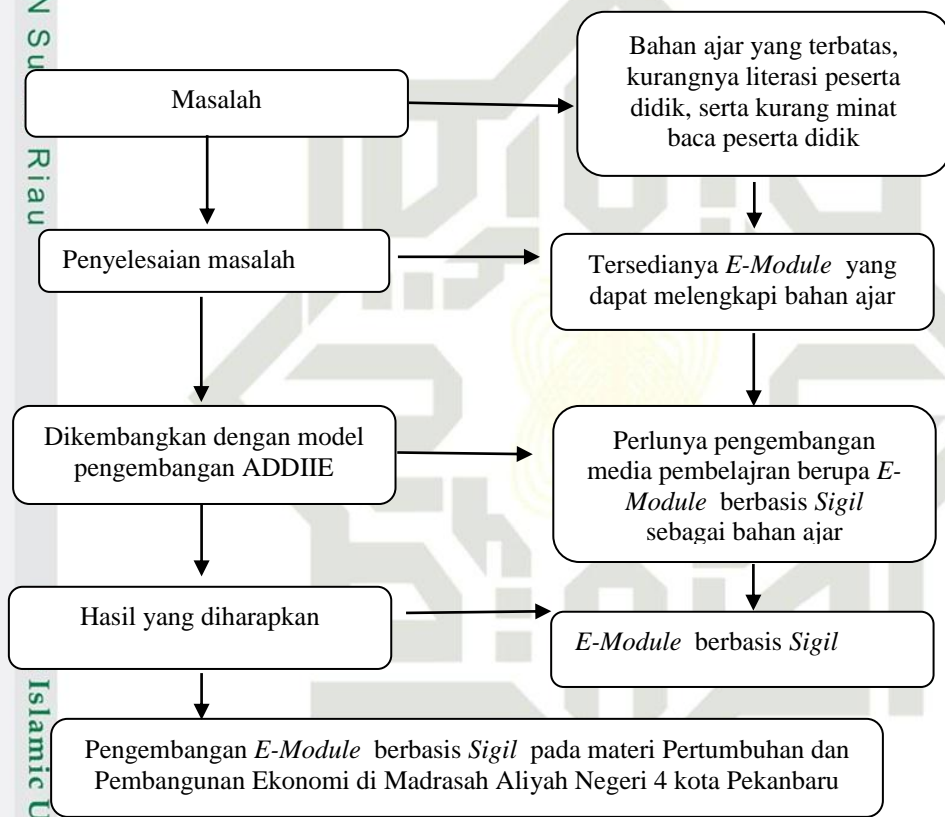 N Su
Riau
Islamic U
Masalah
Bahan ajar yang terbatas,
kurangnya literasi peserta
didik, serta kurang minat
baca peserta didik
Penyelesaian masalah
Tersedianya E-Module yang
dapat melengkapi bahan ajar
Dikembangkan dengan model
pengembangan ADDIIE
Perlunya pengembangan
media pembelajran berupa E-
Module berbasis Sigil
sebagai bahan ajar
Hasil yang diharapkan
E-Module berbasis Sigil
Pengembangan E-Module berbasis Sigil pada materi Pertumbuhan dan
Pembangunan Ekonomi di Madrasah Aliyah Negeri 4 kota Pekanbaru